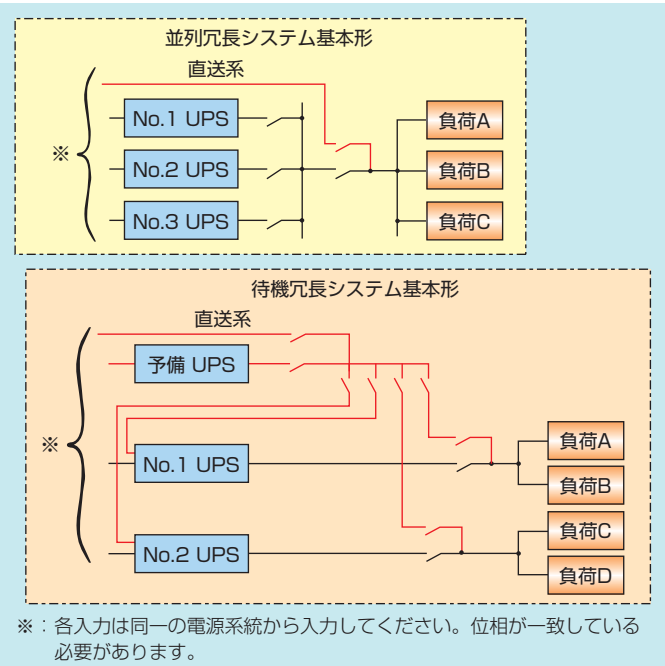 並列冗長システム基本形
直送系
No.1 UPS
No.2 UPS
No.3 UPS
※
負荷A
負荷B
負荷C
待機冗長システム基本形
直送系
予備 UPS
※
No.1 UPS
No.2 UPS
負荷A
負荷B
負荷C
負荷D
※：各入力は同一の電源系統から入力してください。位相が一致している
必要があります。